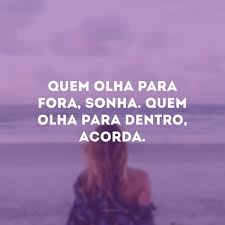 QUEM OLHA PARA
FORA, SONHA. QUEM
OLHA PARA DENTRO,
ACORDA.